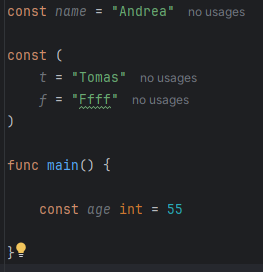 const name = "Andrea" no usages
const (
t = "Tomas" no usages
f = "Ffff" no usages
)
func main() {
const age int = 55
}